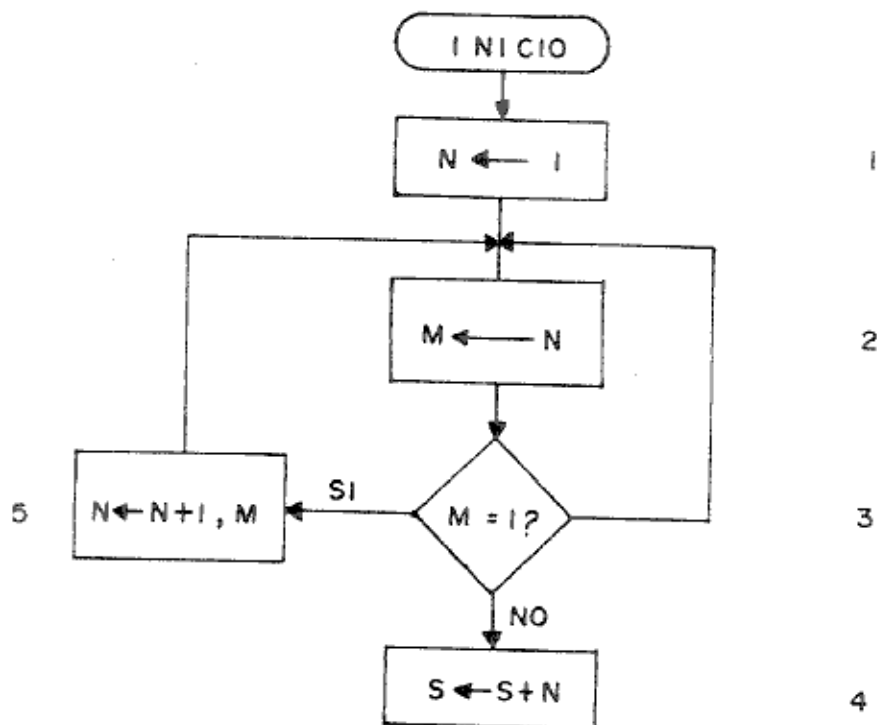 INICIO
N ← 1
1
M ← N
2
5
N ← N + 1, M
SI
M = 1?
3
NO
S ← S + N
4